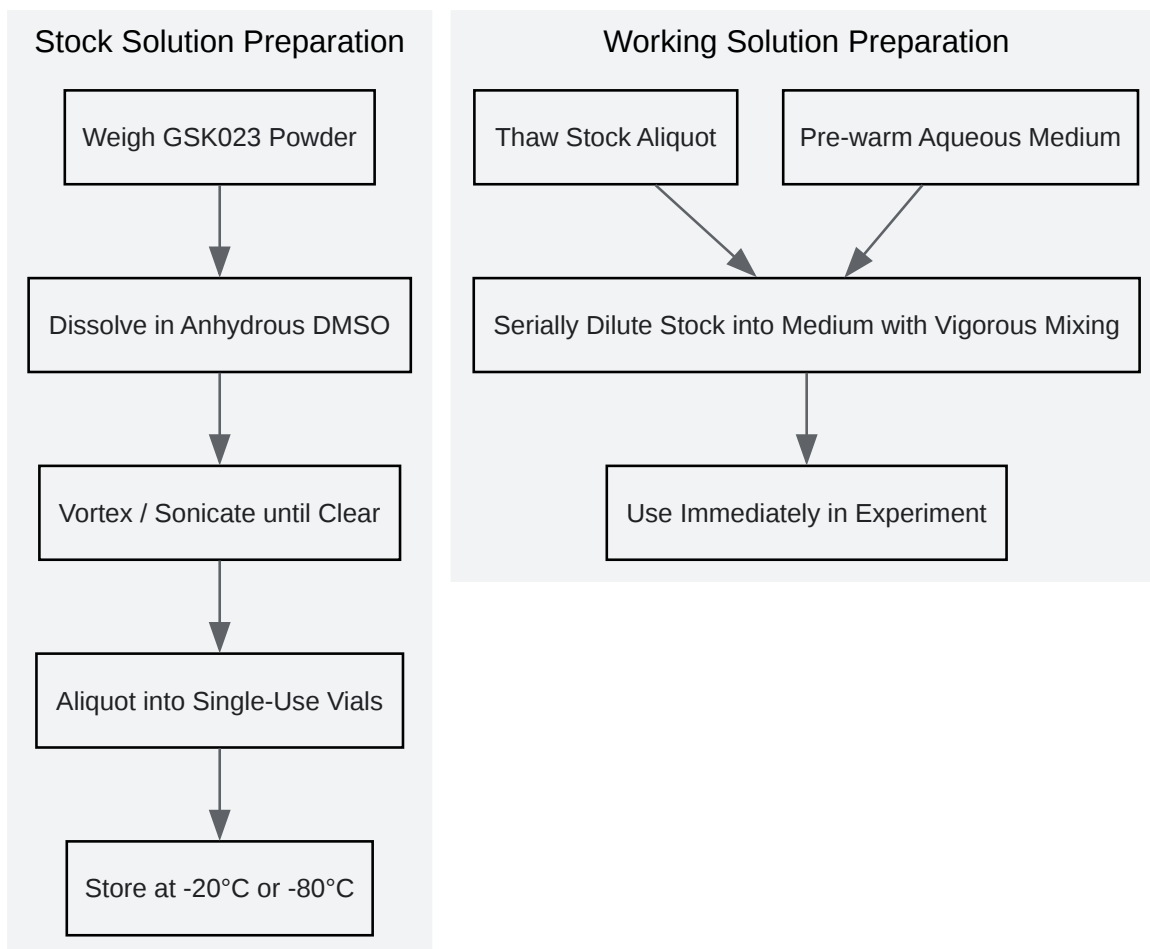 Stock Solution Preparation
Weigh GSK023 Powder
Dissolve in Anhydrous DMSO
Vortex / Sonicate until Clear
Aliquot into Single-Use Vials
Store at -20°C or -80°C
Working Solution Preparation
Thaw Stock Aliquot
Pre-warm Aqueous Medium
Serially Dilute Stock into Medium with Vigorous Mixing
Use Immediately in Experiment